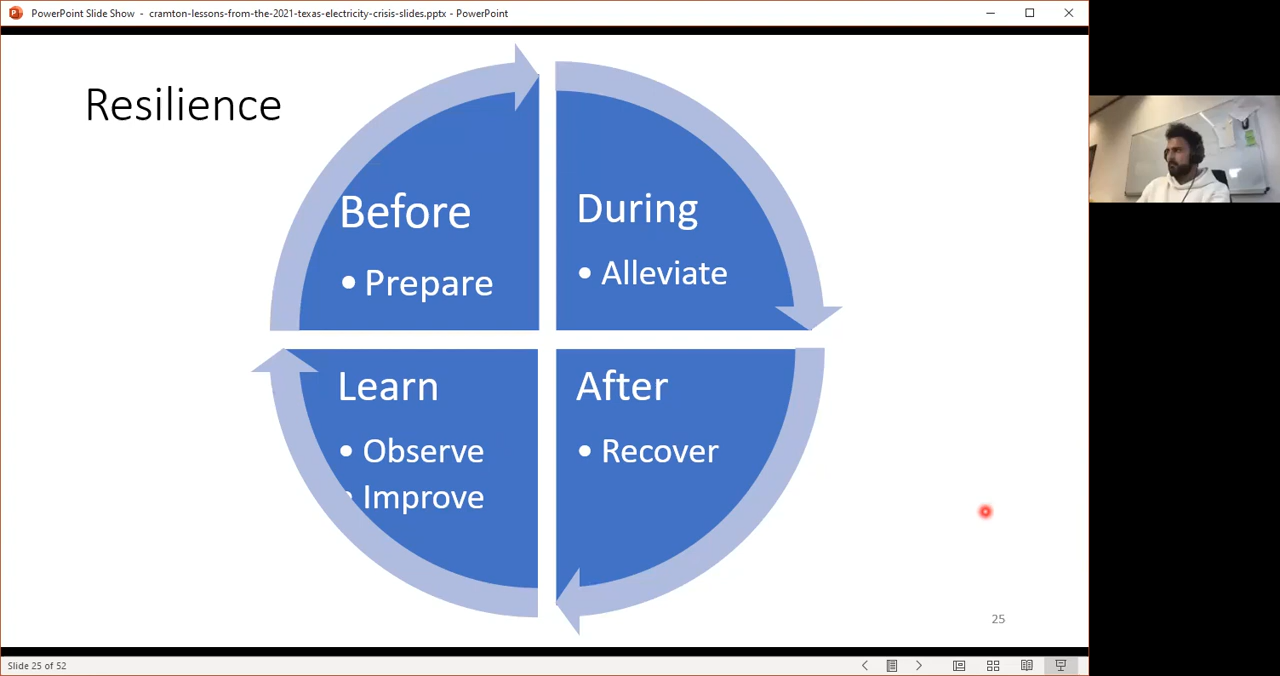 PowerPoint Slide Show - cramton-lessons-from-the-2021-texas-electricity-crisis-slides.pptx - PowerPoint
Resilience
Before
• Prepare
During
• Alleviate
Learn
• Observe
• Improve
After
• Recover
25
Slide 25 of 52